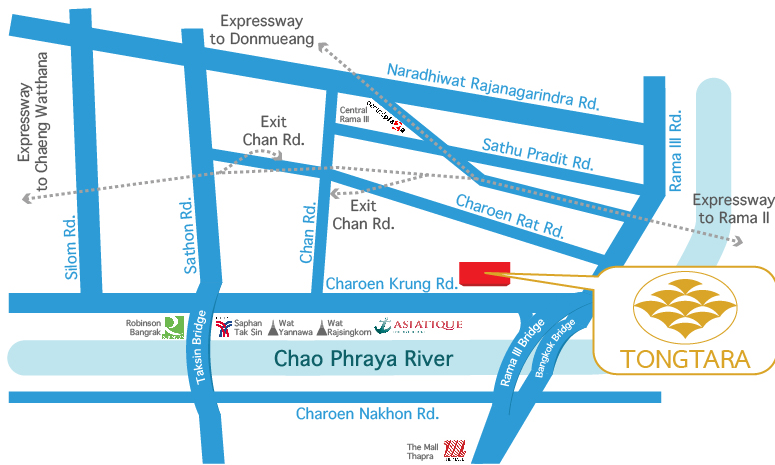 Expressway
to Donmueang
Expressway
to Chaeng Watthana
Naradhiwat Rajanagarindra Rd.
Central
Rama III
Exit
Chan Rd.
Sathu Pradit Rd.
Rama III Rd.
Expressway
to Rama II
Silom Rd.
Sathon Rd.
Chan Rd.
Exit
Chan Rd.
Charoen Rat Rd.
Charoen Krung Rd.
Robinson
Bangrak
Taksin Bridge
Saphan
Tak Sin
Wat
Yannawa
Wat
Rajsingkorn
ASIATIQUE
Rama III Bridge
Bangkok Bridge
TONGTARA
Chao Phraya River
Charoen Nakhon Rd.
The Mall
Thapra